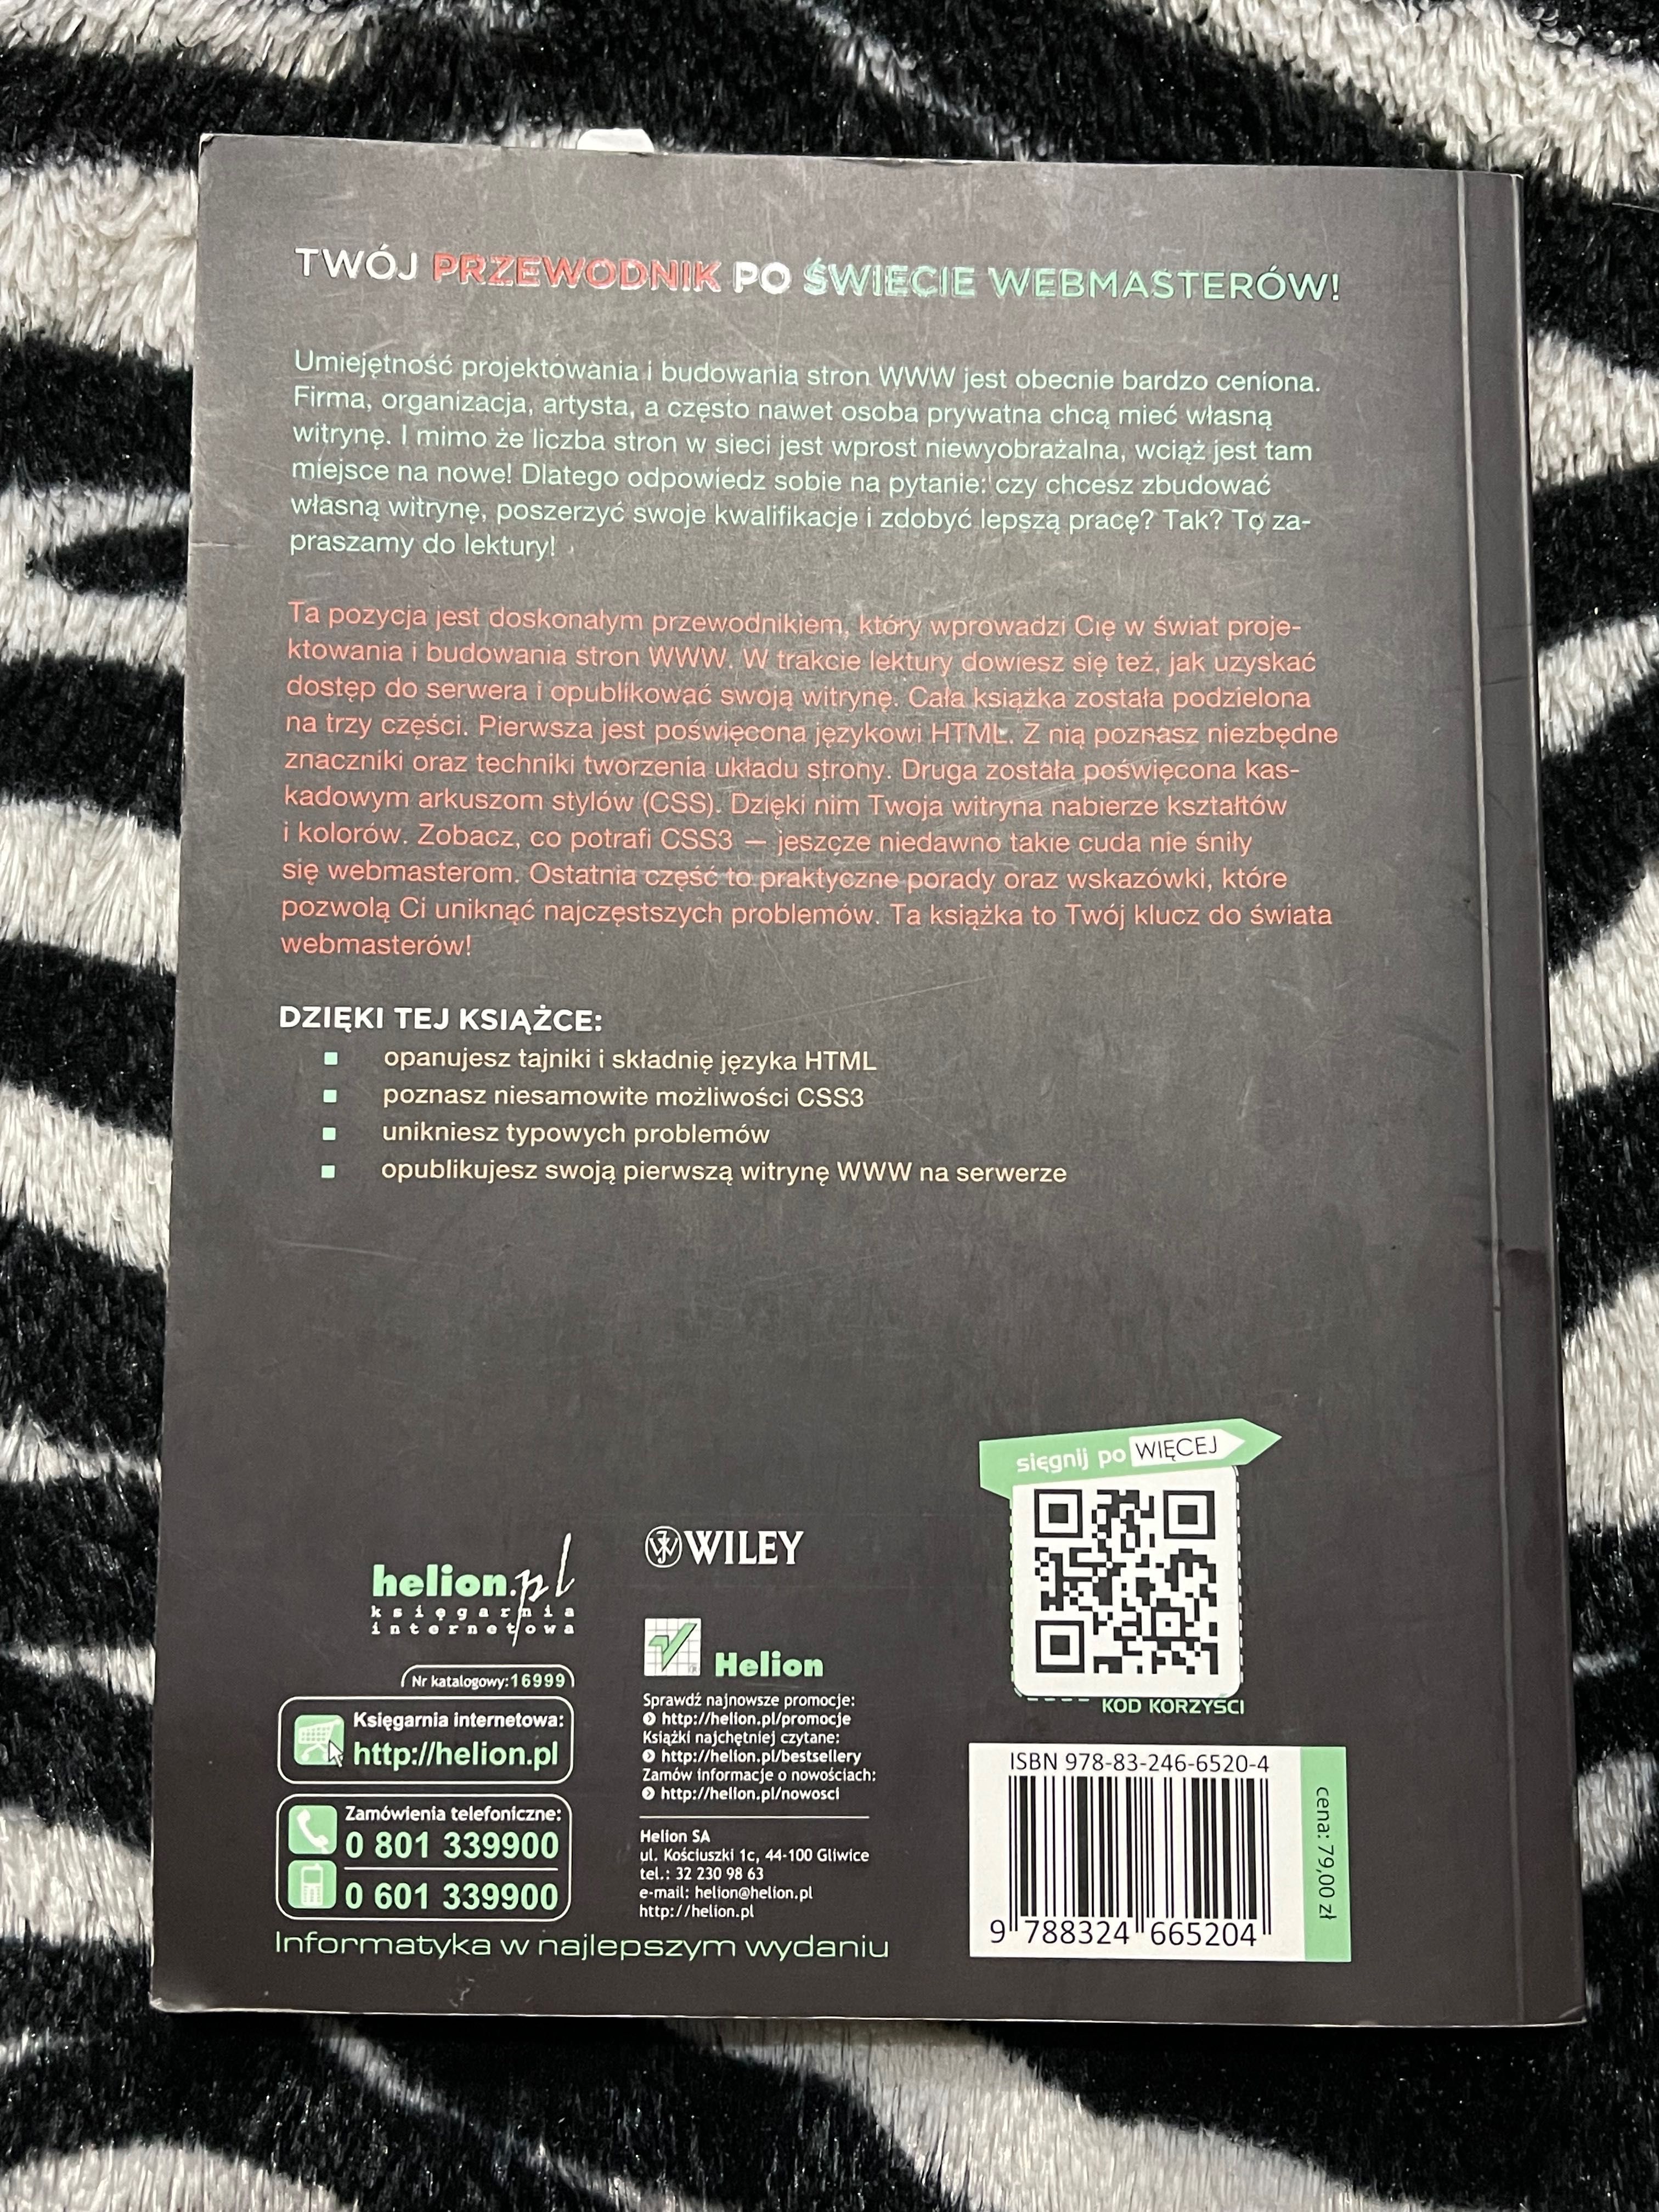 TWÓJ PRZEWODNIK PO ŚWIECIE WEBMASTERÓW!
Umiejętność projektowania i budowania stron WWW jest obecnie bardzo ceniona.
Firma, organizacja, artysta, a często nawet osoba prywatna chcą mieć własną
witrynę. I mimo że liczba stron w sieci jest wprost niewyobrażalna, wciąż jest tam
miejsce na nowe! Dlatego odpowiedz sobie na pytanie: czy chcesz zbudować
własną witrynę, poszerzyć swoje kwalifikacje i zdobyć lepszą pracę? Tak? To za-
praszamy do lektury!
Ta pozycja jest doskonałym przewodnikiem, który wprowadzi Cię w świat proje-
ktowania i budowania stron WWW. W trakcie lektury dowiesz się też, jak uzyskać
dostęp do serwera i opublikować swoją witrynę. Cała książka została podzielona
na trzy części. Pierwsza jest poświęcona językowi HTML. Z nią poznasz niezbędne
znaczniki oraz techniki tworzenia układu strony. Druga została poświęcona kas-
kadowym arkuszom stylów (CSS). Dzięki nim Twoja witryna nabierze kształtów
i kolorów. Zobacz, co potrafi CSS3 — jeszcze niedawno takie cuda nie śniły
się webmasterom. Ostatnia część to praktyczne porady oraz wskazówki, które
pozwolą Ci uniknąć najczęstszych problemów. Ta książka to Twój klucz do świata
webmasterów!
DZIĘKI TEJ KSIĄŻCE:
opanujesz tajniki i składnię języka HTML
poznasz niesamowite możliwości CSS3
unikniesz typowych problemów
opublikujesz swoją pierwszą witrynę WWW na serwerze
helion.pl
księgarnia
internetowa
Nr katalogowy: 16999
Księgarnia internetowa:
http://helion.pl
Zamówienia telefoniczne:
0 801 339900
0 601 339900
Informatyka w najlepszym wydaniu
WILEY
Helion
Sprawdź najnowsze promocje:
http://helion.pl/promocje
Książki najchętniej czytane:
http://helion.pl/bestsellery
Zamów informacje o nowościach:
http://helion.pl/nowosci
Helion SA
ul. Kościuszki 1c, 44-100 Gliwice
tel.: 32 230 98 63
e-mail: helion@helion.pl
http://helion.pl
sięgnij po WIĘCEJ
KOD KORZYŚCI
ISBN 978-83-246-6520-4
9 788324 665204
cena: 79,00 zł